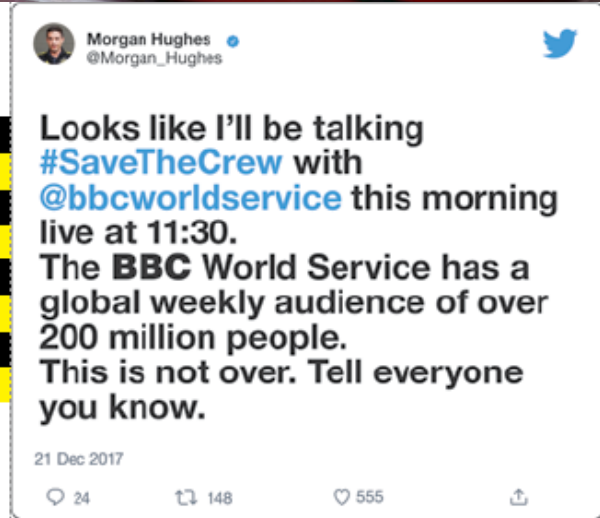 Morgan Hughes
@Morgan_Hughes
Looks like I’ll be talking
#SaveTheCrew with
@bbcworldservice this morning
live at 11:30.
The BBC World Service has a
global weekly audience of over
200 million people.
This is not over. Tell everyone
you know.
21 Dec 2017
24 148 555